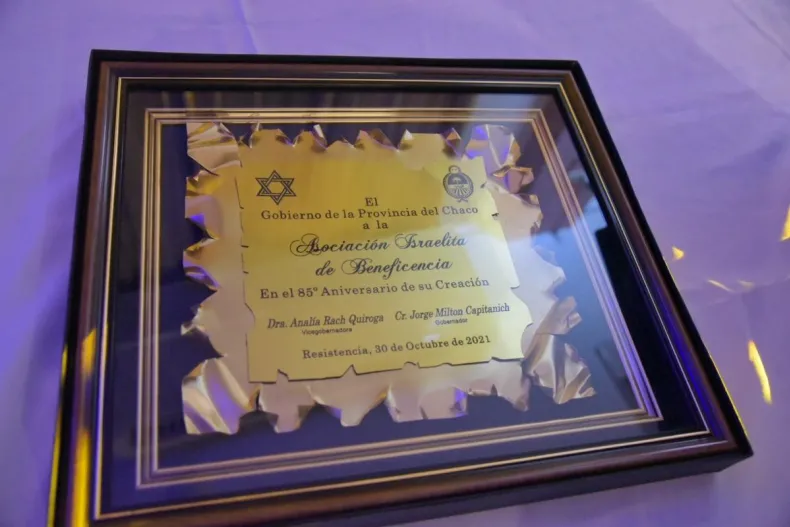 El
Gobierno de la Provincia del Chaco
a la
Asociación Israelita
de Beneficencia
En el 85º Aniversario de su Creación
Dra. Analía Rach Quiroga Cr. Jorge Milton Capitanich
Vicegobernadora Gobernador
Resistencia, 30 de Octubre de 2021